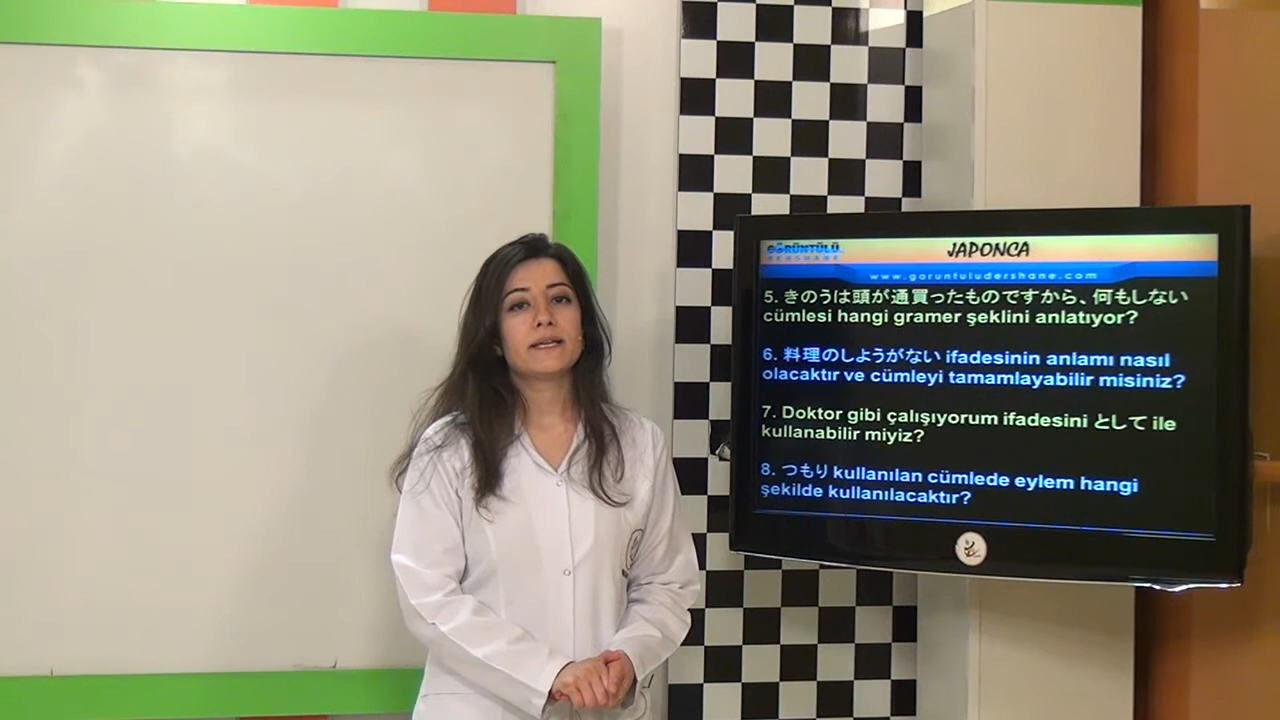 GÖRÜNTÜLÜ
DERSHANE
JAPONCA
www.goruntuludershane.com
5. きのうは頭が通買ったものですから、何もしない
cümlesi hangi gramer şeklini anlatıyor?
6. 料理のしようがない ifadesinin anlamı nasıl
olacaktır ve cümleyi tamamlayabilir misiniz?
7. Doktor gibi çalışıyorum ifadesini として ile
kullanabilir miyiz?
8. つもり kullanılan cümlede eylem hangi
şekilde kullanılacaktır?